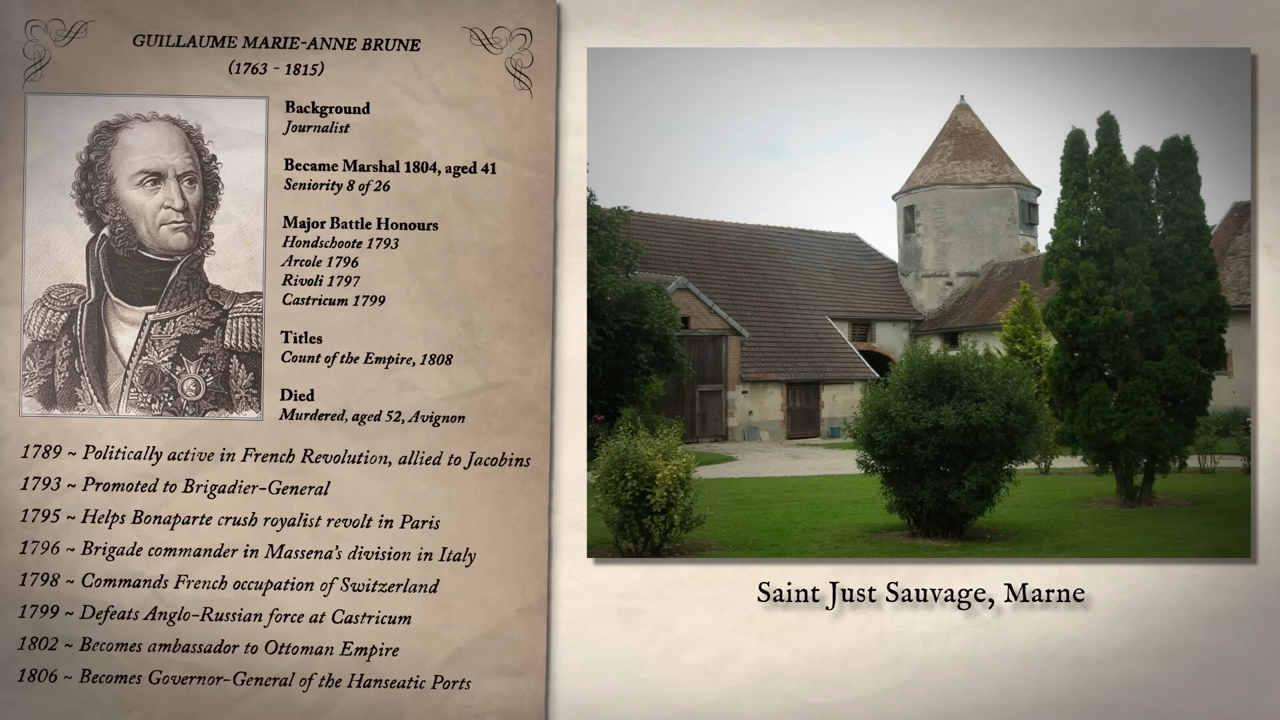 GUILLAUME MARIE-ANNE BRUNE
(1763 - 1815)
Background
Journalist
Became Marshal 1804, aged 41
Seniority 8 of 26
Major Battle Honours
Hondschoote 1793
Arcole 1796
Rivoli 1797
Castricum 1799
Titles
Count of the Empire, 1808
Died
Murdered, aged 52, Avignon
1789 ~ Politically active in French Revolution, allied to Jacobins
1793 ~ Promoted to Brigadier-General
1795 ~ Helps Bonaparte crush royalist revolt in Paris
1796 ~ Brigade commander in Massena's division in Italy
1798 ~ Commands French occupation of Switzerland
1799 ~ Defeats Anglo-Russian force at Castricum
1802 ~ Becomes ambassador to Ottoman Empire
1806 ~ Becomes Governor-General of the Hanseatic Ports
Saint Just Sauvage, Marne